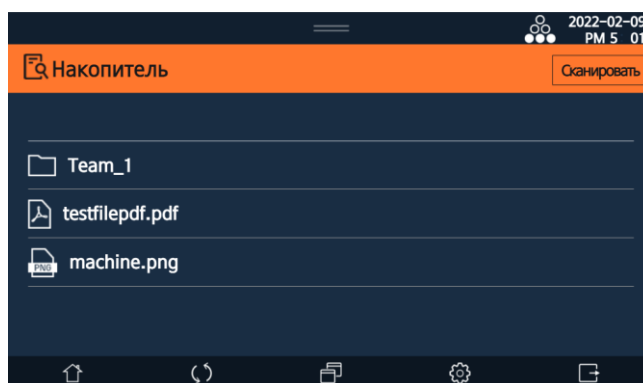 2022-02-09
PM 5 01
Накопитель
Сканировать
Team_1
testfilepdf.pdf
PNG
machine.png